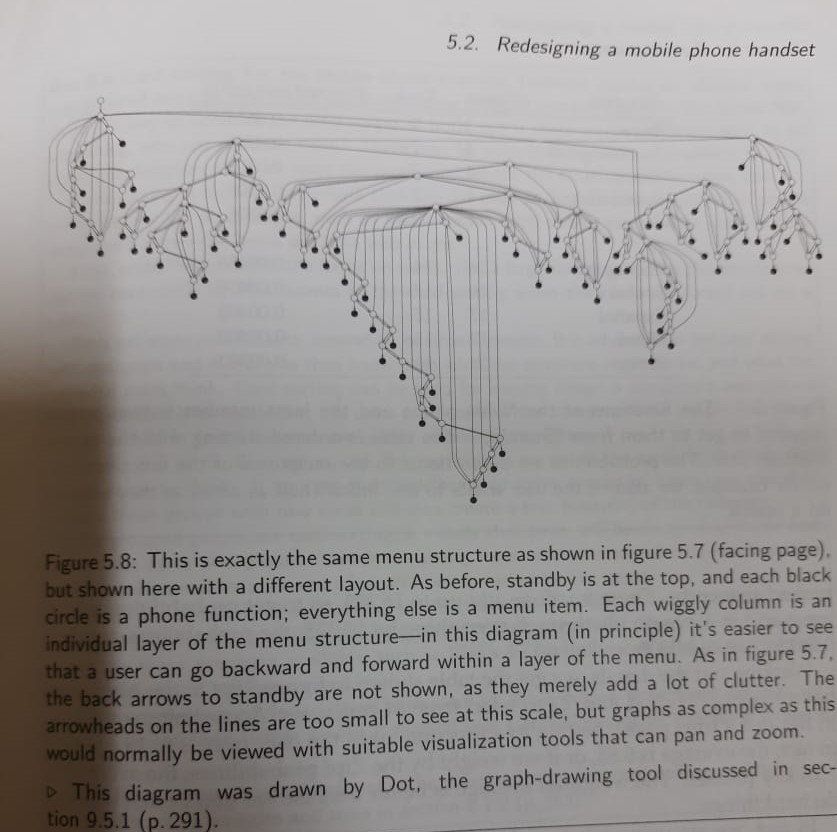 5.2. Redesigning a mobile phone handset
Figure 5.8: This is exactly the same menu structure as shown in figure 5.7 (facing page),
but shown here with a different layout. As before, standby is at the top, and each black
circle is a phone function; everything else is a menu item. Each wiggly column is an
individual layer of the menu structure—in this diagram (in principle) it's easier to see
that a user can go backward and forward within a layer of the menu. As in figure 5.7,
the back arrows to standby are not shown, as they merely add a lot of clutter. The
arrowheads on the lines are too small to see at this scale, but graphs as complex as this
would normally be viewed with suitable visualization tools that can pan and zoom.
▷ This diagram was drawn by Dot, the graph-drawing tool discussed in sec-
tion 9.5.1 (p. 291).